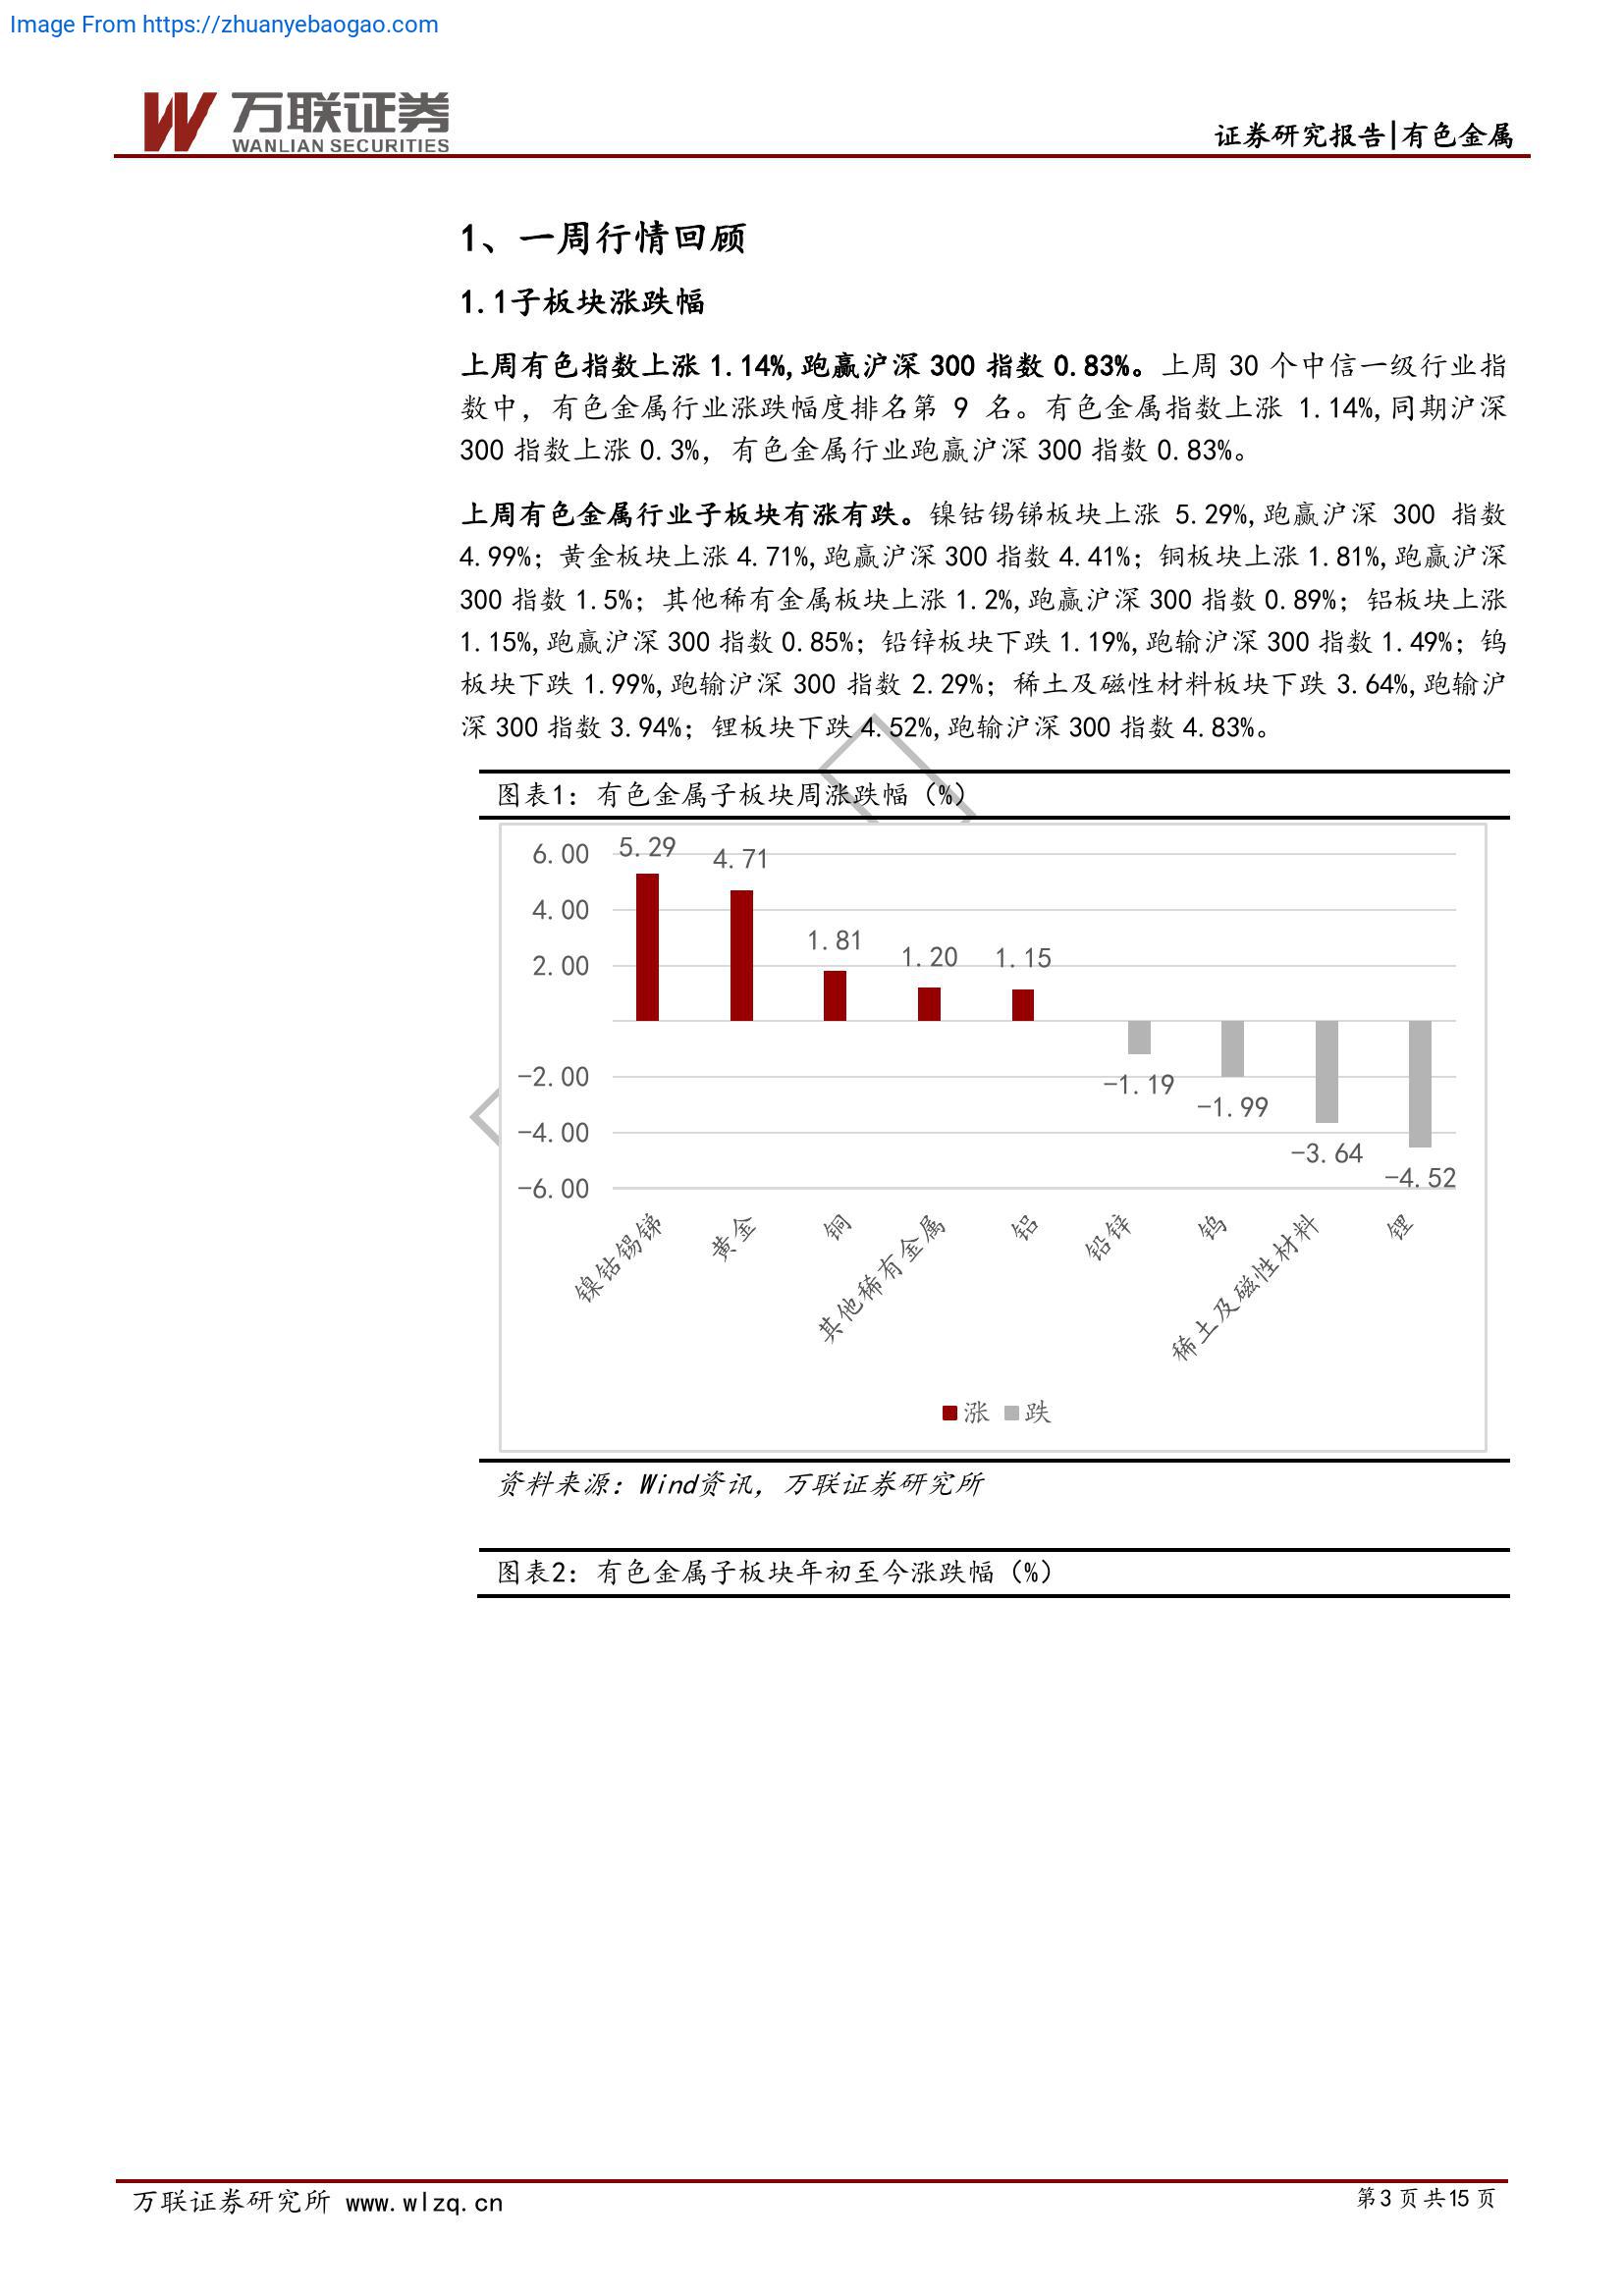 Image From https://zhuanyebaogao.com
万联证券
WANLIAN SECURITIES
证券研究报告|有色金属
1、一周行情回顾
1.1子板块涨跌幅
上周有色指数上涨 1.14%,跑赢沪深 300 指数 0.83%。上周 30 个中信一级行业指
数中，有色金属行业涨跌幅度排名第 9 名。有色金属指数上涨 1.14%,同期沪深
300 指数上涨 0.3%，有色金属行业跑赢沪深 300 指数 0.83%。
上周有色金属行业子板块有涨有跌。镍钴锡锑板块上涨 5.29%,跑赢沪深 300 指数
4.99%；黄金板块上涨 4.71%,跑赢沪深 300 指数 4.41%；铜板块上涨 1.81%,跑赢沪深
300 指数 1.5%；其他稀有金属板块上涨 1.2%,跑赢沪深 300 指数 0.89%；铝板块上涨
1.15%,跑赢沪深 300 指数 0.85%；铅锌板块下跌 1.19%,跑输沪深 300 指数 1.49%；钨
板块下跌 1.99%,跑输沪深 300 指数 2.29%；稀土及磁性材料板块下跌 3.64%,跑输沪
深 300 指数 3.94%；锂板块下跌 4.52%,跑输沪深 300 指数 4.83%。
图表1：有色金属子板块周涨跌幅（%）
6.00
4.00
2.00
-2.00
-4.00
-6.00
5.29
4.71
1.81
1.20
1.15
-1.19
-1.99
-3.64
-4.52
镍钴锡锑
黄金
铜
其他稀有金属
铝
铅锌
钨
稀土及磁性材料
锂
涨 跌
资料来源：Wind资讯，万联证券研究所
图表2：有色金属子板块年初至今涨跌幅（%）
万联证券研究所 www.wlzq.cn
第 3 页 共 15 页